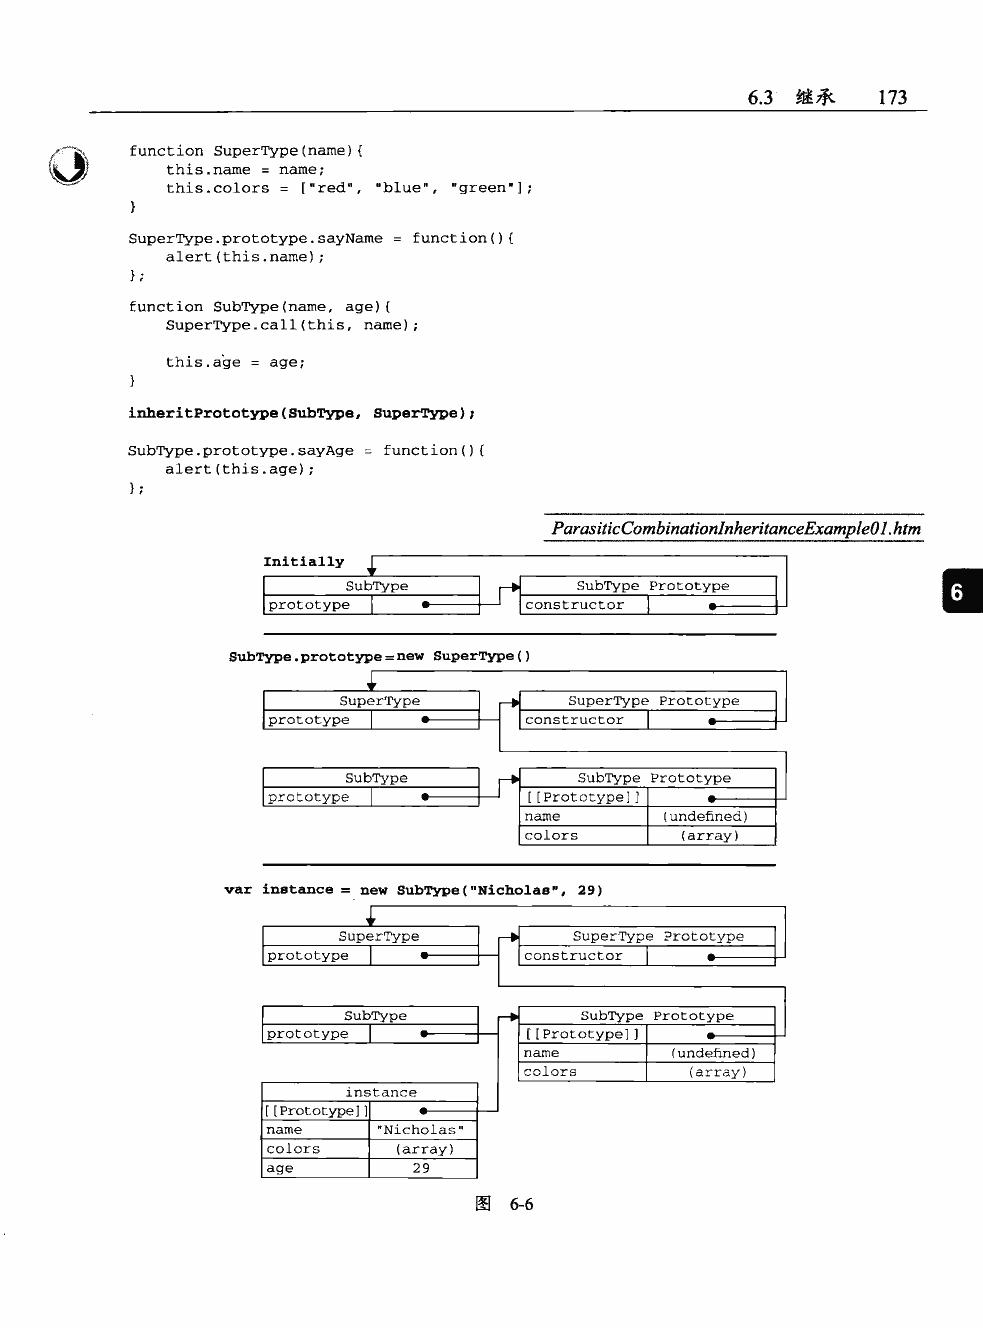 6.3 继承 173
function SuperType(name){
this.name = name;
this.colors = ["red", "blue", "green"];
}
SuperType.prototype.sayName = function(){
alert(this.name);
};
function SubType(name, age){
SuperType.call(this, name);
this.age = age;
}
inheritPrototype(SubType, SuperType);
SubType.prototype.sayAge = function(){
alert(this.age);
};
ParasiticCombinationInheritanceExample01.htm
6
Initially
SubType
SubType Prototype
prototype
constructor
SubType.prototype=new SuperType()
SuperType
SuperType Prototype
prototype
constructor
SubType
SubType Prototype
prototype
[[Prototype]]
name (undefined)
colors (array)
var instance = new SubType("Nicholas", 29)
SuperType
SuperType Prototype
prototype
constructor
SubType
SubType Prototype
prototype
[[Prototype]]
name (undefined)
colors (array)
instance
[[Prototype]]
name "Nicholas"
colors (array)
age 29
图 6-6